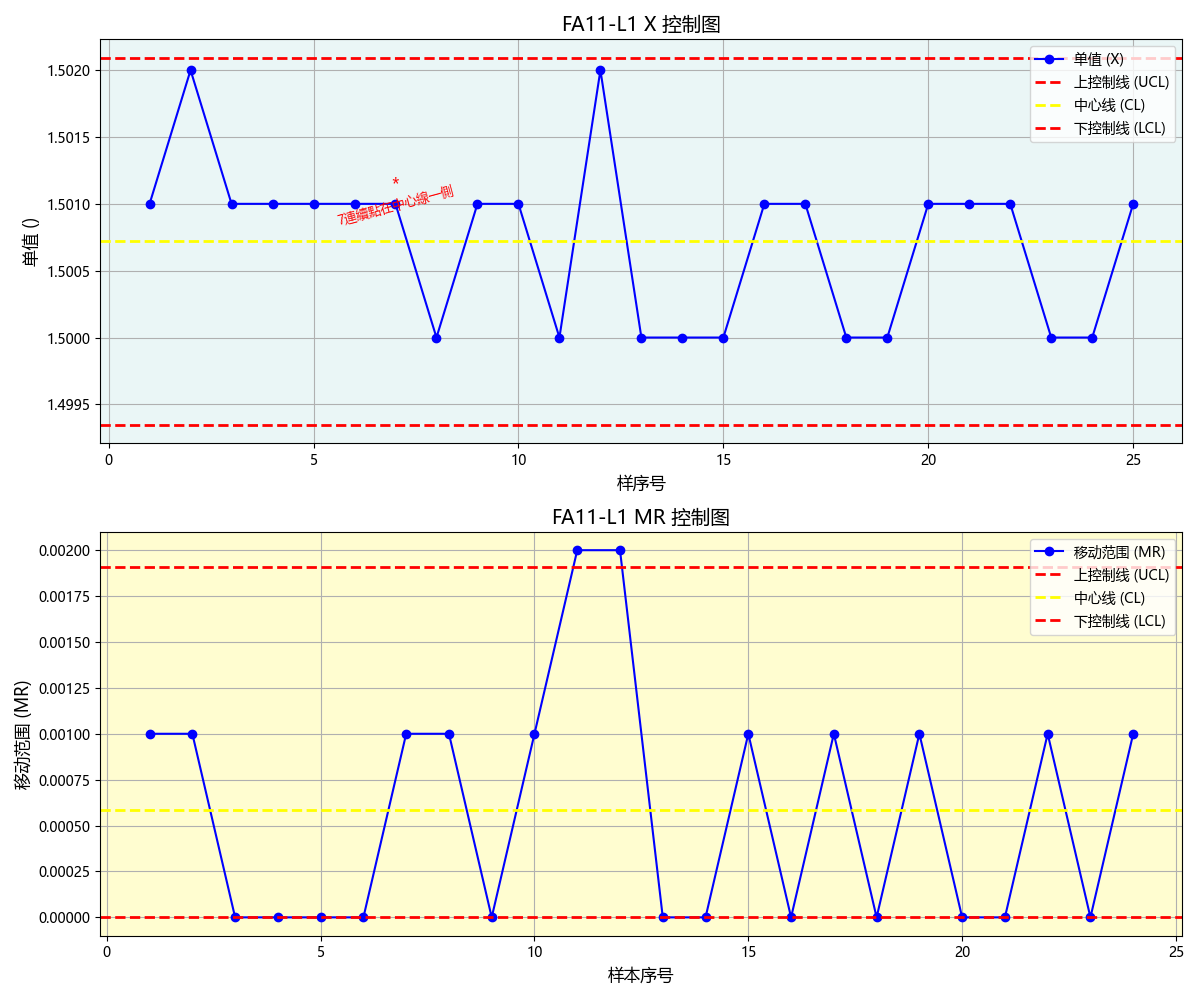 FA11-L1 X 控制图
单值 ()
1.5020
1.5015
1.5010
1.5005
1.5000
1.4995
单值 (X)
上控制线 (UCL)
中心线 (CL)
下控制线 (LCL)
*
7連續點在中心線一側
0 5 10 15 20 25
样序号
FA11-L1 MR 控制图
移动范围 (MR)
0.00200
0.00175
0.00150
0.00125
0.00100
0.00075
0.00050
0.00025
0.00000
移动范围 (MR)
上控制线 (UCL)
中心线 (CL)
下控制线 (LCL)
0 5 10 15 20 25
样本序号